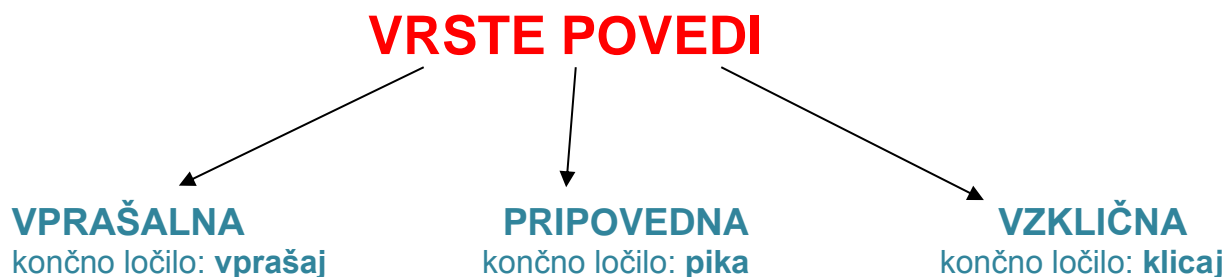 VRSTE POVEDI
VPRAŠALNA PRIPOVEDNA VZKLIČNA
končno ločilo: vprašaj končno ločilo: pika končno ločilo: klicaj